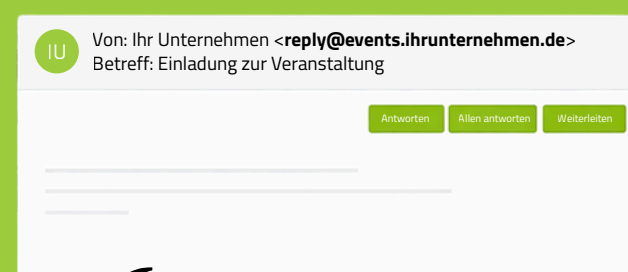 IU
Von: Ihr Unternehmen <reply@events.ihrunternehmen.de>
Betreff: Einladung zur Veranstaltung
Antworten Allen antworten Weiterleiten